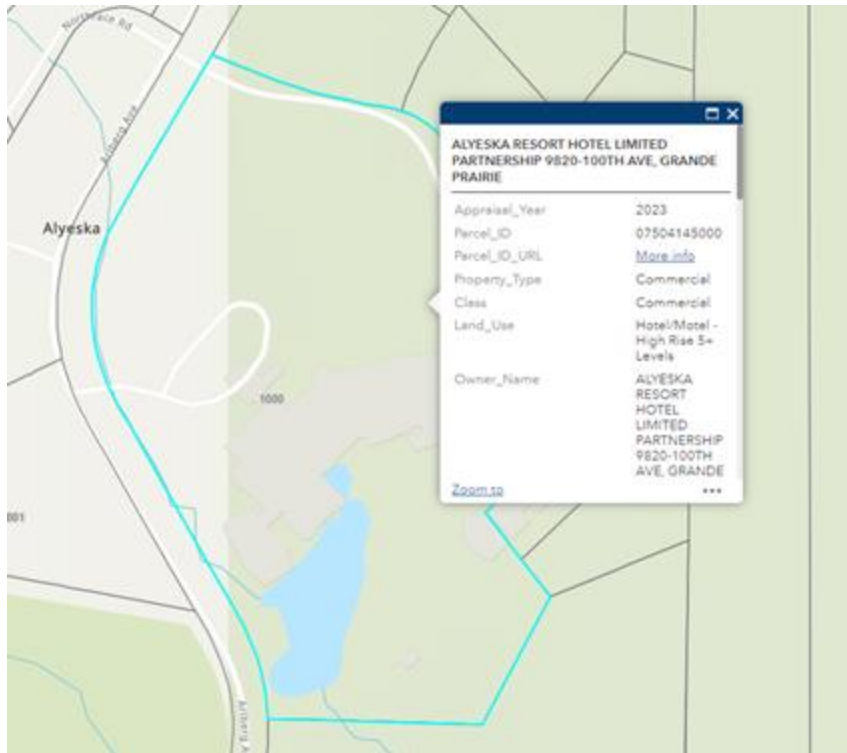 Northface Rd
Arlberg Ave
Alyeska
1000
001
Arlberg A
ALYESKA RESORT HOTEL LIMITED
PARTNERSHIP 9820-100TH AVE, GRANDE
PRAIRIE
Appraisal_Year 2023
Parcel_ID 07504145000
Parcel_ID_URL More info
Property_Type Commercial
Class Commercial
Land_Use Hotel/Motel -
High Rise 5+
Levels
Owner_Name ALYESKA
RESORT
HOTEL
LIMITED
PARTNERSHIP
9820-100TH
AVE, GRANDE
Zoom to